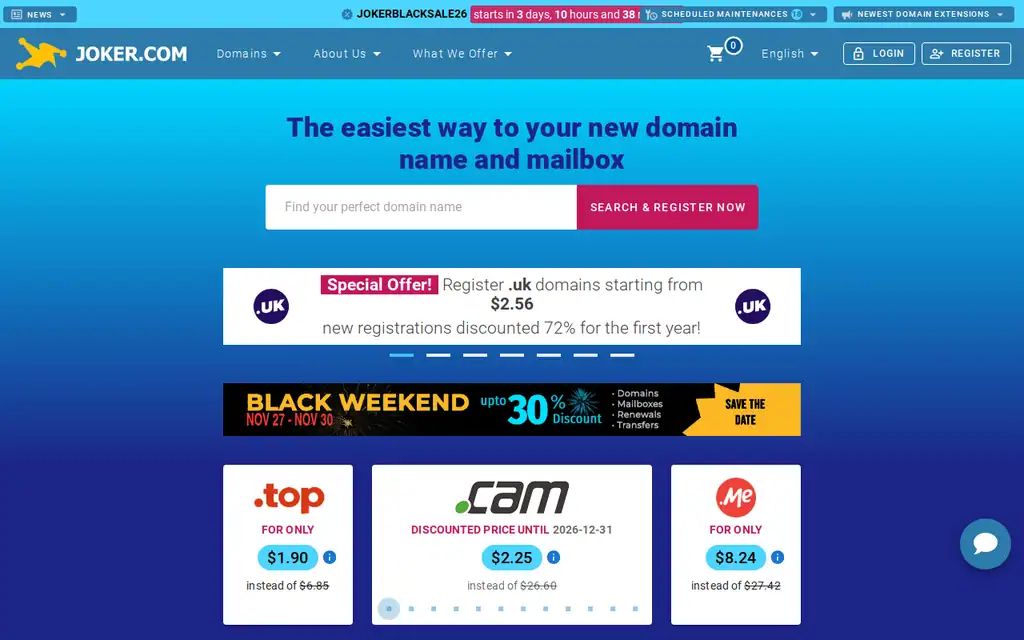 NEWS
JOKERBLACKSALE26 starts in 3 days, 10 hours and 38
SCHEDULED MAINTENANCES 14
NEWEST DOMAIN EXTENSIONS
JOKER.COM
Domains
About Us
What We Offer
0
English
LOGIN
REGISTER
The easiest way to your new domain
name and mailbox
Find your perfect domain name
SEARCH & REGISTER NOW
.UK
Special Offer! Register .uk domains starting from
$2.56
new registrations discounted 72% for the first year!
.UK
BLACK WEEKEND
NOV 27 - NOV 30
upto 30% Discount
· Domains
· Mailboxes
· Renewals
· Transfers
SAVE THE
DATE
.top
FOR ONLY
$1.90
instead of $6.85
.cam
DISCOUNTED PRICE UNTIL 2026-12-31
$2.25
instead of $26.60
.Me
FOR ONLY
$8.24
instead of $27.42